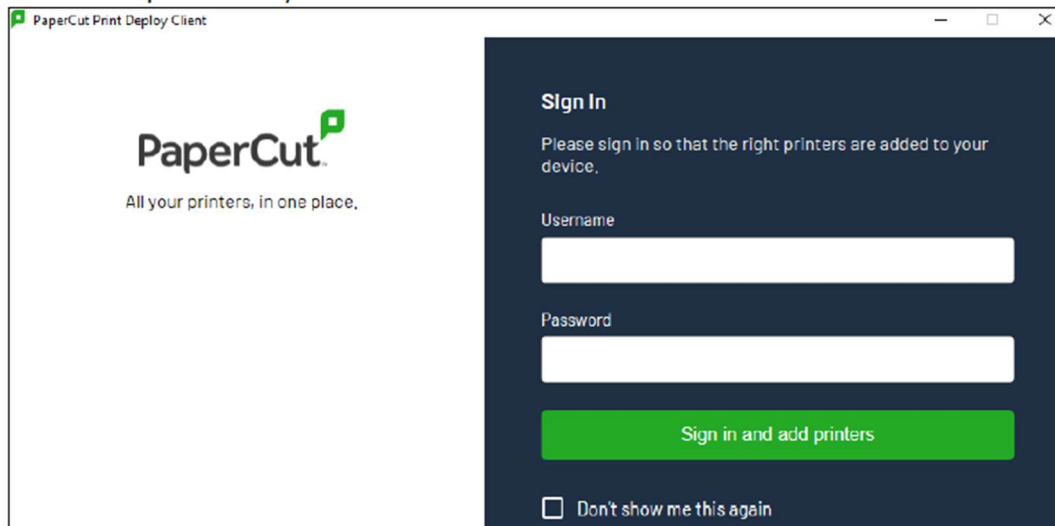 PaperCut Print Deploy Client
PaperCut
All your printers, in one place.
Sign In
Please sign in so that the right printers are added to your
device.
Username
Password
Sign in and add printers
Don't show me this again